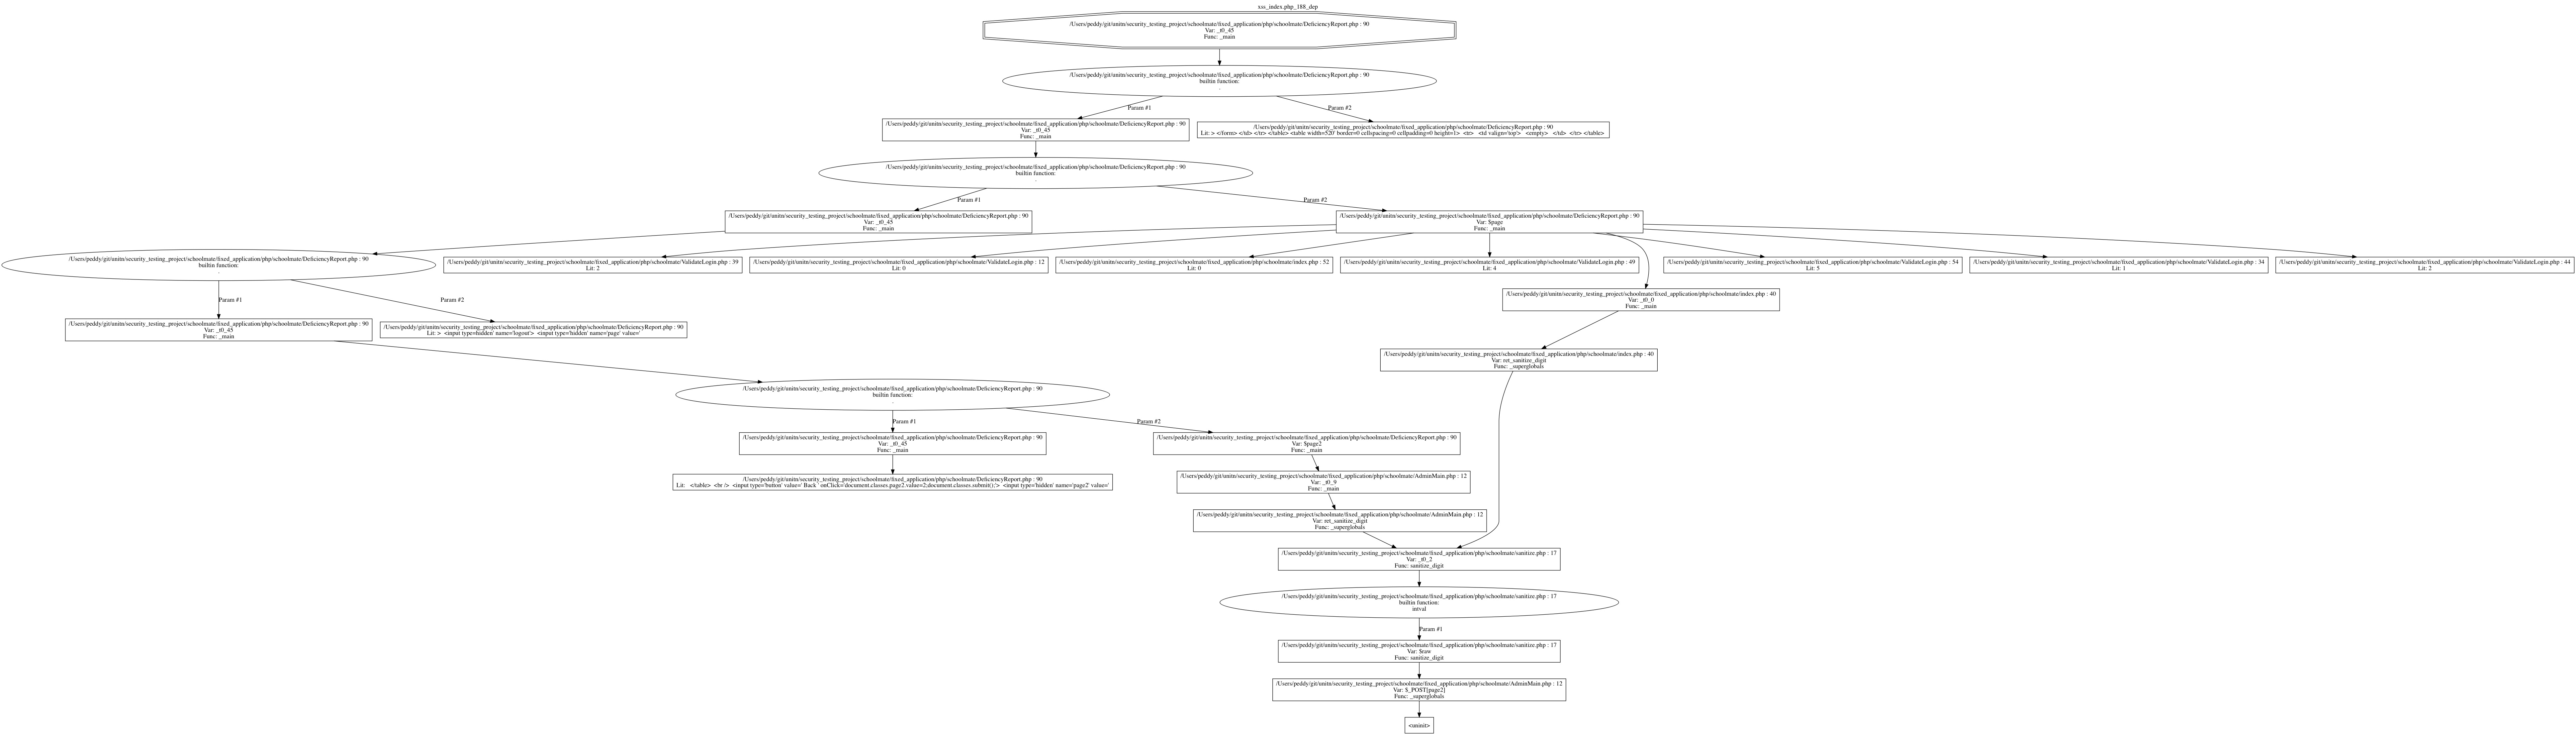 xss_index.php_188_dep
/Users/peddy/git/unitn/security_testing_project/schoolmate/fixed_application/php/schoolmate/DeficiencyReport.php : 90
Var: _t0_45
Func: _main
/Users/peddy/git/unitn/security_testing_project/schoolmate/fixed_application/php/schoolmate/DeficiencyReport.php : 90
builtin function:
.
Param #1
Param #2
/Users/peddy/git/unitn/security_testing_project/schoolmate/fixed_application/php/schoolmate/DeficiencyReport.php : 90
Var: _t0_45
Func: _main
/Users/peddy/git/unitn/security_testing_project/schoolmate/fixed_application/php/schoolmate/DeficiencyReport.php : 90
Lit: > </form> </td> </tr> </table> <table width=520' border=0 cellspacing=0 cellpadding=0 height=1> <tr> <td valign='top'> <empty> </td> </tr> </table>
/Users/peddy/git/unitn/security_testing_project/schoolmate/fixed_application/php/schoolmate/DeficiencyReport.php : 90
builtin function:
.
Param #1
Param #2
/Users/peddy/git/unitn/security_testing_project/schoolmate/fixed_application/php/schoolmate/DeficiencyReport.php : 90
Var: _t0_45
Func: _main
/Users/peddy/git/unitn/security_testing_project/schoolmate/fixed_application/php/schoolmate/DeficiencyReport.php : 90
Var: $page
Func: _main
/Users/peddy/git/unitn/security_testing_project/schoolmate/fixed_application/php/schoolmate/DeficiencyReport.php : 90
builtin function:
.
/Users/peddy/git/unitn/security_testing_project/schoolmate/fixed_application/php/schoolmate/ValidateLogin.php : 39
Lit: 2
/Users/peddy/git/unitn/security_testing_project/schoolmate/fixed_application/php/schoolmate/ValidateLogin.php : 12
Lit: 0
/Users/peddy/git/unitn/security_testing_project/schoolmate/fixed_application/php/schoolmate/index.php : 52
Lit: 0
/Users/peddy/git/unitn/security_testing_project/schoolmate/fixed_application/php/schoolmate/ValidateLogin.php : 49
Lit: 4
/Users/peddy/git/unitn/security_testing_project/schoolmate/fixed_application/php/schoolmate/ValidateLogin.php : 54
Lit: 5
/Users/peddy/git/unitn/security_testing_project/schoolmate/fixed_application/php/schoolmate/ValidateLogin.php : 34
Lit: 1
/Users/peddy/git/unitn/security_testing_project/schoolmate/fixed_application/php/schoolmate/ValidateLogin.php : 44
Lit: 2
Param #1
Param #2
/Users/peddy/git/unitn/security_testing_project/schoolmate/fixed_application/php/schoolmate/index.php : 40
Var: _t0_0
Func: _main
/Users/peddy/git/unitn/security_testing_project/schoolmate/fixed_application/php/schoolmate/DeficiencyReport.php : 90
Var: _t0_45
Func: _main
/Users/peddy/git/unitn/security_testing_project/schoolmate/fixed_application/php/schoolmate/DeficiencyReport.php : 90
Lit: > <input type=hidden' name='logout'> <input type='hidden' name='page' value='
/Users/peddy/git/unitn/security_testing_project/schoolmate/fixed_application/php/schoolmate/index.php : 40
Var: ret_sanitize_digit
Func: _superglobals
/Users/peddy/git/unitn/security_testing_project/schoolmate/fixed_application/php/schoolmate/DeficiencyReport.php : 90
builtin function:
.
Param #1
Param #2
/Users/peddy/git/unitn/security_testing_project/schoolmate/fixed_application/php/schoolmate/DeficiencyReport.php : 90
Var: _t0_45
Func: _main
/Users/peddy/git/unitn/security_testing_project/schoolmate/fixed_application/php/schoolmate/DeficiencyReport.php : 90
Var: $page2
Func: _main
/Users/peddy/git/unitn/security_testing_project/schoolmate/fixed_application/php/schoolmate/DeficiencyReport.php : 90
Lit: </table> <br /> <input type='button' value=' Back ' onClick='document.classes.page2.value=2;document.classes.submit();'> <input type='hidden' name='page2' value='
/Users/peddy/git/unitn/security_testing_project/schoolmate/fixed_application/php/schoolmate/AdminMain.php : 12
Var: _t0_9
Func: _main
/Users/peddy/git/unitn/security_testing_project/schoolmate/fixed_application/php/schoolmate/AdminMain.php : 12
Var: ret_sanitize_digit
Func: _superglobals
/Users/peddy/git/unitn/security_testing_project/schoolmate/fixed_application/php/schoolmate/sanitize.php : 17
Var: _t0_2
Func: sanitize_digit
/Users/peddy/git/unitn/security_testing_project/schoolmate/fixed_application/php/schoolmate/sanitize.php : 17
builtin function:
intval
Param #1
/Users/peddy/git/unitn/security_testing_project/schoolmate/fixed_application/php/schoolmate/sanitize.php : 17
Var: $raw
Func: sanitize_digit
/Users/peddy/git/unitn/security_testing_project/schoolmate/fixed_application/php/schoolmate/AdminMain.php : 12
Var: $_POST[page2]
Func: _superglobals
<uninit>